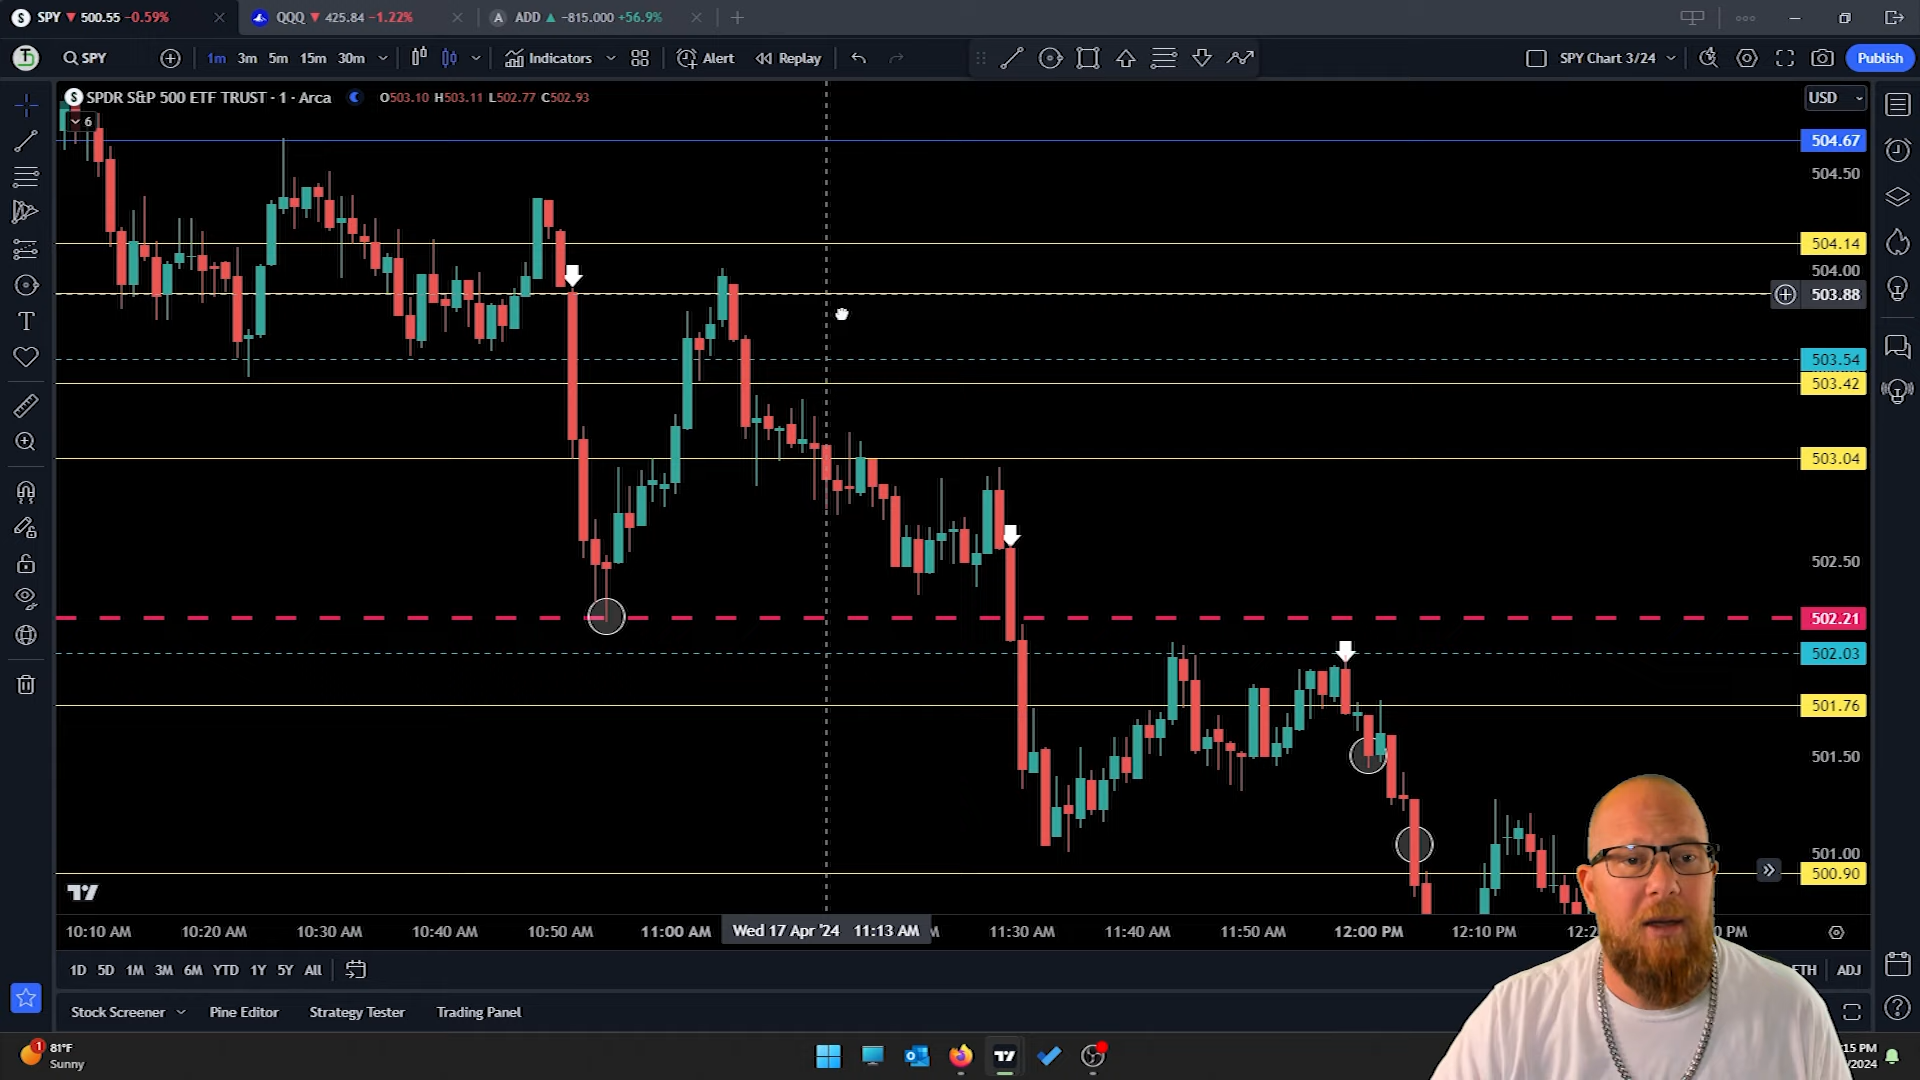 SPY ▼ 500.55 −0.59%
QQQ ▼ 425.84 −1.22%
A ADD ▲ −815.000 +56.9%
SPY
1m 3m 5m 15m 30m
Indicators
Alert
Replay
SPY Chart 3/24
Publish
S SPDR S&P 500 ETF TRUST · 1 · Arca O503.10 H503.11 L502.77 C502.93
6
USD
504.67
504.50
504.14
504.00
503.88
503.54
503.42
503.04
502.50
502.21
502.03
501.76
501.50
501.00
500.90
10:10 AM 10:20 AM 10:30 AM 10:40 AM 10:50 AM 11:00 AM Wed 17 Apr '24 11:13 AM 11:30 AM 11:40 AM 11:50 AM 12:00 PM 12:10 PM
1D 5D 1M 3M 6M YTD 1Y 5Y All ADJ
Stock Screener Pine Editor Strategy Tester Trading Panel
1
81°F
Sunny